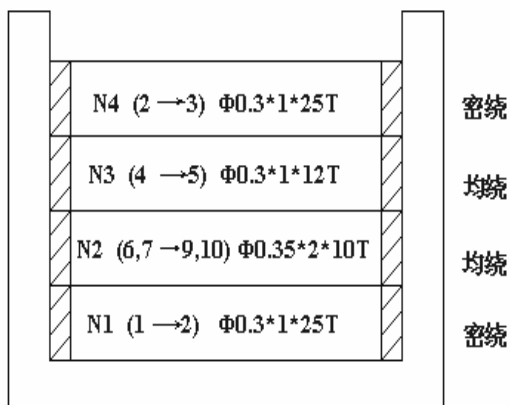 N4 (2→3) Φ0.3*1*25T 密绕
N3 (4→5) Φ0.3*1*12T 均绕
N2 (6,7→9,10) Φ0.35*2*10T 均绕
N1 (1→2) Φ0.3*1*25T 密绕